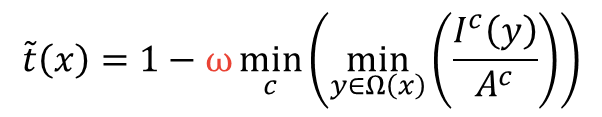 t̃(x) = 1 − ω min_c ( min_{y∈Ω(x)} ( I^c(y) / A^c ) )